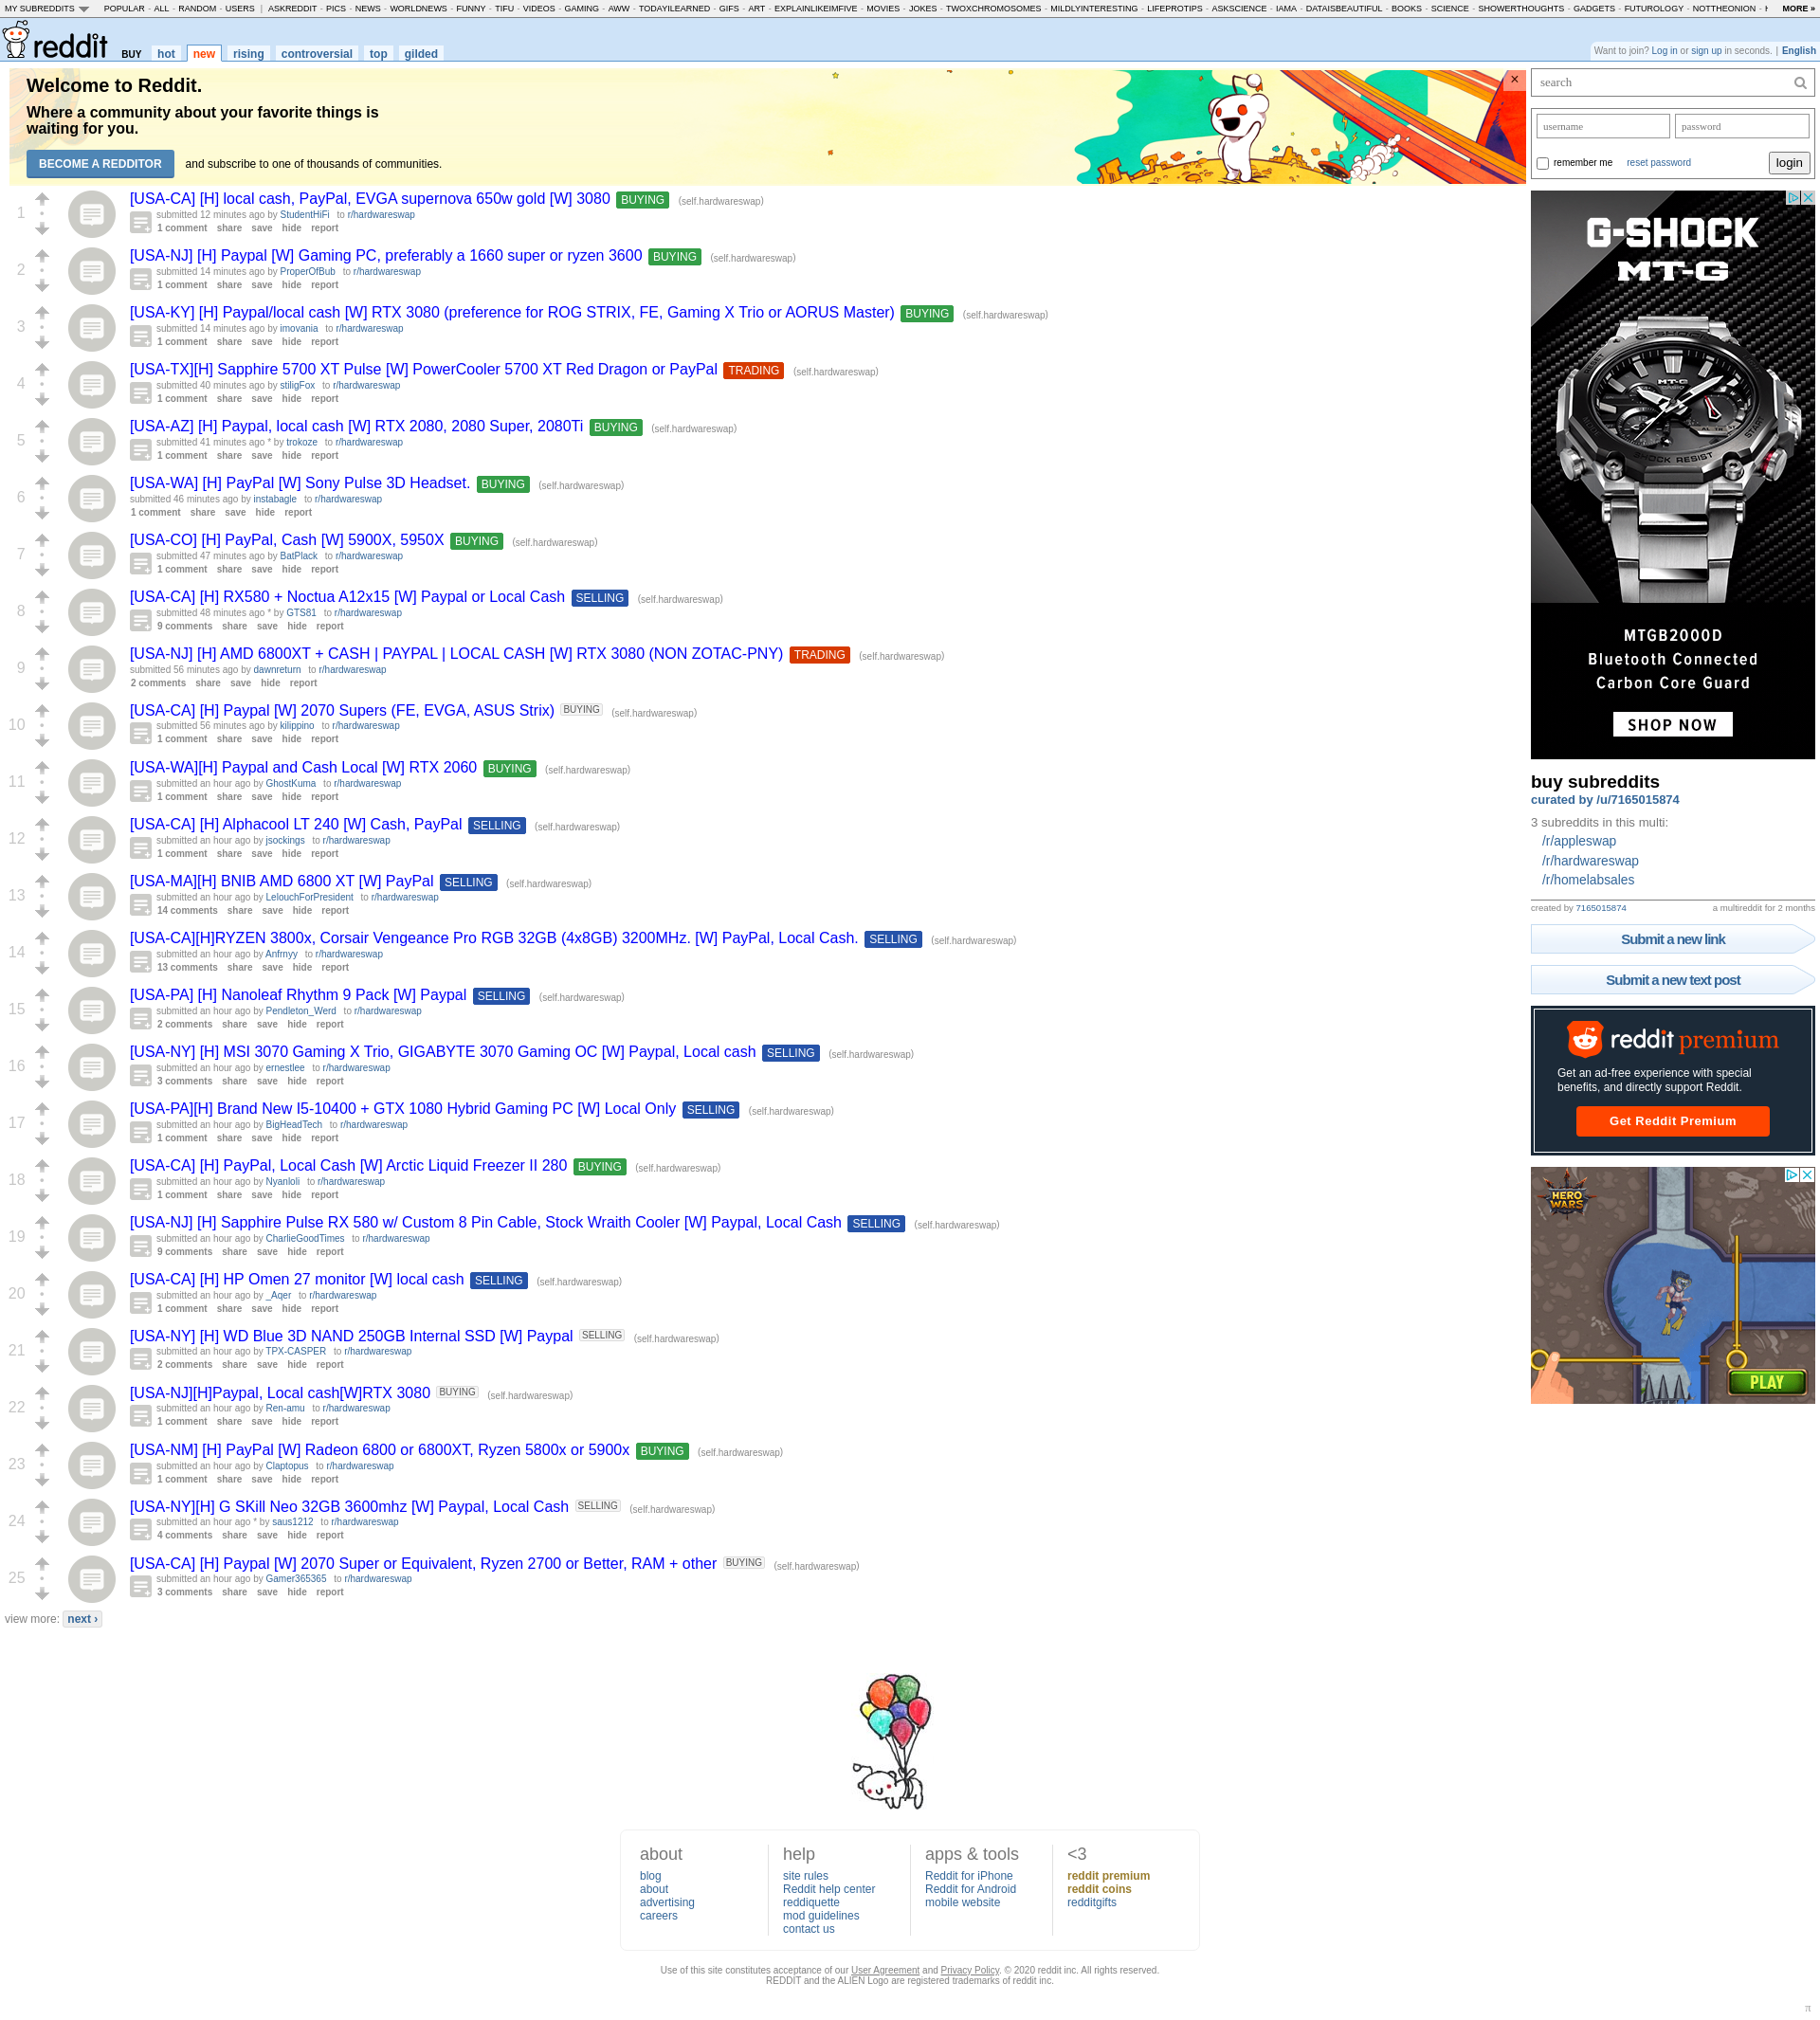 MY SUBREDDITS POPULAR - ALL - RANDOM - USERS | ASKREDDIT - PICS - NEWS - WORLDNEWS - FUNNY - TIFU - VIDEOS - GAMING - AWW - TODAYILEARNED - GIFS - ART - EXPLAINLIKEIMFIVE - MOVIES - JOKES - TWOXCHROMOSOMES - MILDLYINTERESTING - LIFEPROTIPS - ASKSCIENCE - IAMA - DATAISBEAUTIFUL - BOOKS - SCIENCE - SHOWERTHOUGHTS - GADGETS - FUTUROLOGY - NOTTHEONION - MORE »
reddit BUY hot new rising controversial top gilded
Want to join? Log in or sign up in seconds. | English
Welcome to Reddit.
Where a community about your favorite things is
waiting for you.
BECOME A REDDITOR and subscribe to one of thousands of communities.
×
1
[USA-CA] [H] local cash, PayPal, EVGA supernova 650w gold [W] 3080 BUYING (self.hardwareswap)
submitted 12 minutes ago by StudentHiFi to r/hardwareswap
1 comment share save hide report
2
[USA-NJ] [H] Paypal [W] Gaming PC, preferably a 1660 super or ryzen 3600 BUYING (self.hardwareswap)
submitted 14 minutes ago by ProperOfBub to r/hardwareswap
1 comment share save hide report
3
[USA-KY] [H] Paypal/local cash [W] RTX 3080 (preference for ROG STRIX, FE, Gaming X Trio or AORUS Master) BUYING (self.hardwareswap)
submitted 14 minutes ago by imovania to r/hardwareswap
1 comment share save hide report
4
[USA-TX][H] Sapphire 5700 XT Pulse [W] PowerCooler 5700 XT Red Dragon or PayPal TRADING (self.hardwareswap)
submitted 40 minutes ago by stiligFox to r/hardwareswap
1 comment share save hide report
5
[USA-AZ] [H] Paypal, local cash [W] RTX 2080, 2080 Super, 2080Ti BUYING (self.hardwareswap)
submitted 41 minutes ago * by trokoze to r/hardwareswap
1 comment share save hide report
6
[USA-WA] [H] PayPal [W] Sony Pulse 3D Headset. BUYING (self.hardwareswap)
submitted 46 minutes ago by instabagle to r/hardwareswap
1 comment share save hide report
7
[USA-CO] [H] PayPal, Cash [W] 5900X, 5950X BUYING (self.hardwareswap)
submitted 47 minutes ago by BatPlack to r/hardwareswap
1 comment share save hide report
8
[USA-CA] [H] RX580 + Noctua A12x15 [W] Paypal or Local Cash SELLING (self.hardwareswap)
submitted 48 minutes ago * by GTS81 to r/hardwareswap
9 comments share save hide report
9
[USA-NJ] [H] AMD 6800XT + CASH | PAYPAL | LOCAL CASH [W] RTX 3080 (NON ZOTAC-PNY) TRADING (self.hardwareswap)
submitted 56 minutes ago by dawnreturn to r/hardwareswap
2 comments share save hide report
10
[USA-CA] [H] Paypal [W] 2070 Supers (FE, EVGA, ASUS Strix) BUYING (self.hardwareswap)
submitted 56 minutes ago by kilippino to r/hardwareswap
1 comment share save hide report
11
[USA-WA][H] Paypal and Cash Local [W] RTX 2060 BUYING (self.hardwareswap)
submitted an hour ago by GhostKuma to r/hardwareswap
1 comment share save hide report
12
[USA-CA] [H] Alphacool LT 240 [W] Cash, PayPal SELLING (self.hardwareswap)
submitted an hour ago by jsockings to r/hardwareswap
1 comment share save hide report
13
[USA-MA][H] BNIB AMD 6800 XT [W] PayPal SELLING (self.hardwareswap)
submitted an hour ago by LelouchForPresident to r/hardwareswap
14 comments share save hide report
14
[USA-CA][H]RYZEN 3800x, Corsair Vengeance Pro RGB 32GB (4x8GB) 3200MHz. [W] PayPal, Local Cash. SELLING (self.hardwareswap)
submitted an hour ago by Anfrnyy to r/hardwareswap
13 comments share save hide report
15
[USA-PA] [H] Nanoleaf Rhythm 9 Pack [W] Paypal SELLING (self.hardwareswap)
submitted an hour ago by Pendleton_Werd to r/hardwareswap
2 comments share save hide report
16
[USA-NY] [H] MSI 3070 Gaming X Trio, GIGABYTE 3070 Gaming OC [W] Paypal, Local cash SELLING (self.hardwareswap)
submitted an hour ago by ernestlee to r/hardwareswap
3 comments share save hide report
17
[USA-PA][H] Brand New I5-10400 + GTX 1080 Hybrid Gaming PC [W] Local Only SELLING (self.hardwareswap)
submitted an hour ago by BigHeadTech to r/hardwareswap
1 comment share save hide report
18
[USA-CA] [H] PayPal, Local Cash [W] Arctic Liquid Freezer II 280 BUYING (self.hardwareswap)
submitted an hour ago by Nyanloli to r/hardwareswap
1 comment share save hide report
19
[USA-NJ] [H] Sapphire Pulse RX 580 w/ Custom 8 Pin Cable, Stock Wraith Cooler [W] Paypal, Local Cash SELLING (self.hardwareswap)
submitted an hour ago by CharlieGoodTimes to r/hardwareswap
9 comments share save hide report
20
[USA-CA] [H] HP Omen 27 monitor [W] local cash SELLING (self.hardwareswap)
submitted an hour ago by _Aqer to r/hardwareswap
1 comment share save hide report
21
[USA-NY] [H] WD Blue 3D NAND 250GB Internal SSD [W] Paypal SELLING (self.hardwareswap)
submitted an hour ago by TPX-CASPER to r/hardwareswap
2 comments share save hide report
22
[USA-NJ][H]Paypal, Local cash[W]RTX 3080 BUYING (self.hardwareswap)
submitted an hour ago by Ren-amu to r/hardwareswap
1 comment share save hide report
23
[USA-NM] [H] PayPal [W] Radeon 6800 or 6800XT, Ryzen 5800x or 5900x BUYING (self.hardwareswap)
submitted an hour ago by Claptopus to r/hardwareswap
1 comment share save hide report
24
[USA-NY][H] G SKill Neo 32GB 3600mhz [W] Paypal, Local Cash SELLING (self.hardwareswap)
submitted an hour ago * by saus1212 to r/hardwareswap
4 comments share save hide report
25
[USA-CA] [H] Paypal [W] 2070 Super or Equivalent, Ryzen 2700 or Better, RAM + other BUYING (self.hardwareswap)
submitted an hour ago by Gamer365365 to r/hardwareswap
3 comments share save hide report
view more: next ›
search
username password
remember me reset password login
G-SHOCK
MT-G
G-SHOCK
MT-G
CASIO
RESET
LIGHT
START
SHOCK RESIST
MTGB2000D
Bluetooth Connected
Carbon Core Guard
SHOP NOW
buy subreddits
curated by /u/7165015874
3 subreddits in this multi:
/r/appleswap
/r/hardwareswap
/r/homelabsales
created by 7165015874 a multireddit for 2 months
Submit a new link
Submit a new text post
reddit premium
Get an ad-free experience with special
benefits, and directly support Reddit.
Get Reddit Premium
HERO
WARS
PLAY
about
blog
about
advertising
careers
help
site rules
Reddit help center
reddiquette
mod guidelines
contact us
apps & tools
Reddit for iPhone
Reddit for Android
mobile website
<3
reddit premium
reddit coins
redditgifts
Use of this site constitutes acceptance of our User Agreement and Privacy Policy. © 2020 reddit inc. All rights reserved.
REDDIT and the ALIEN Logo are registered trademarks of reddit inc.
π